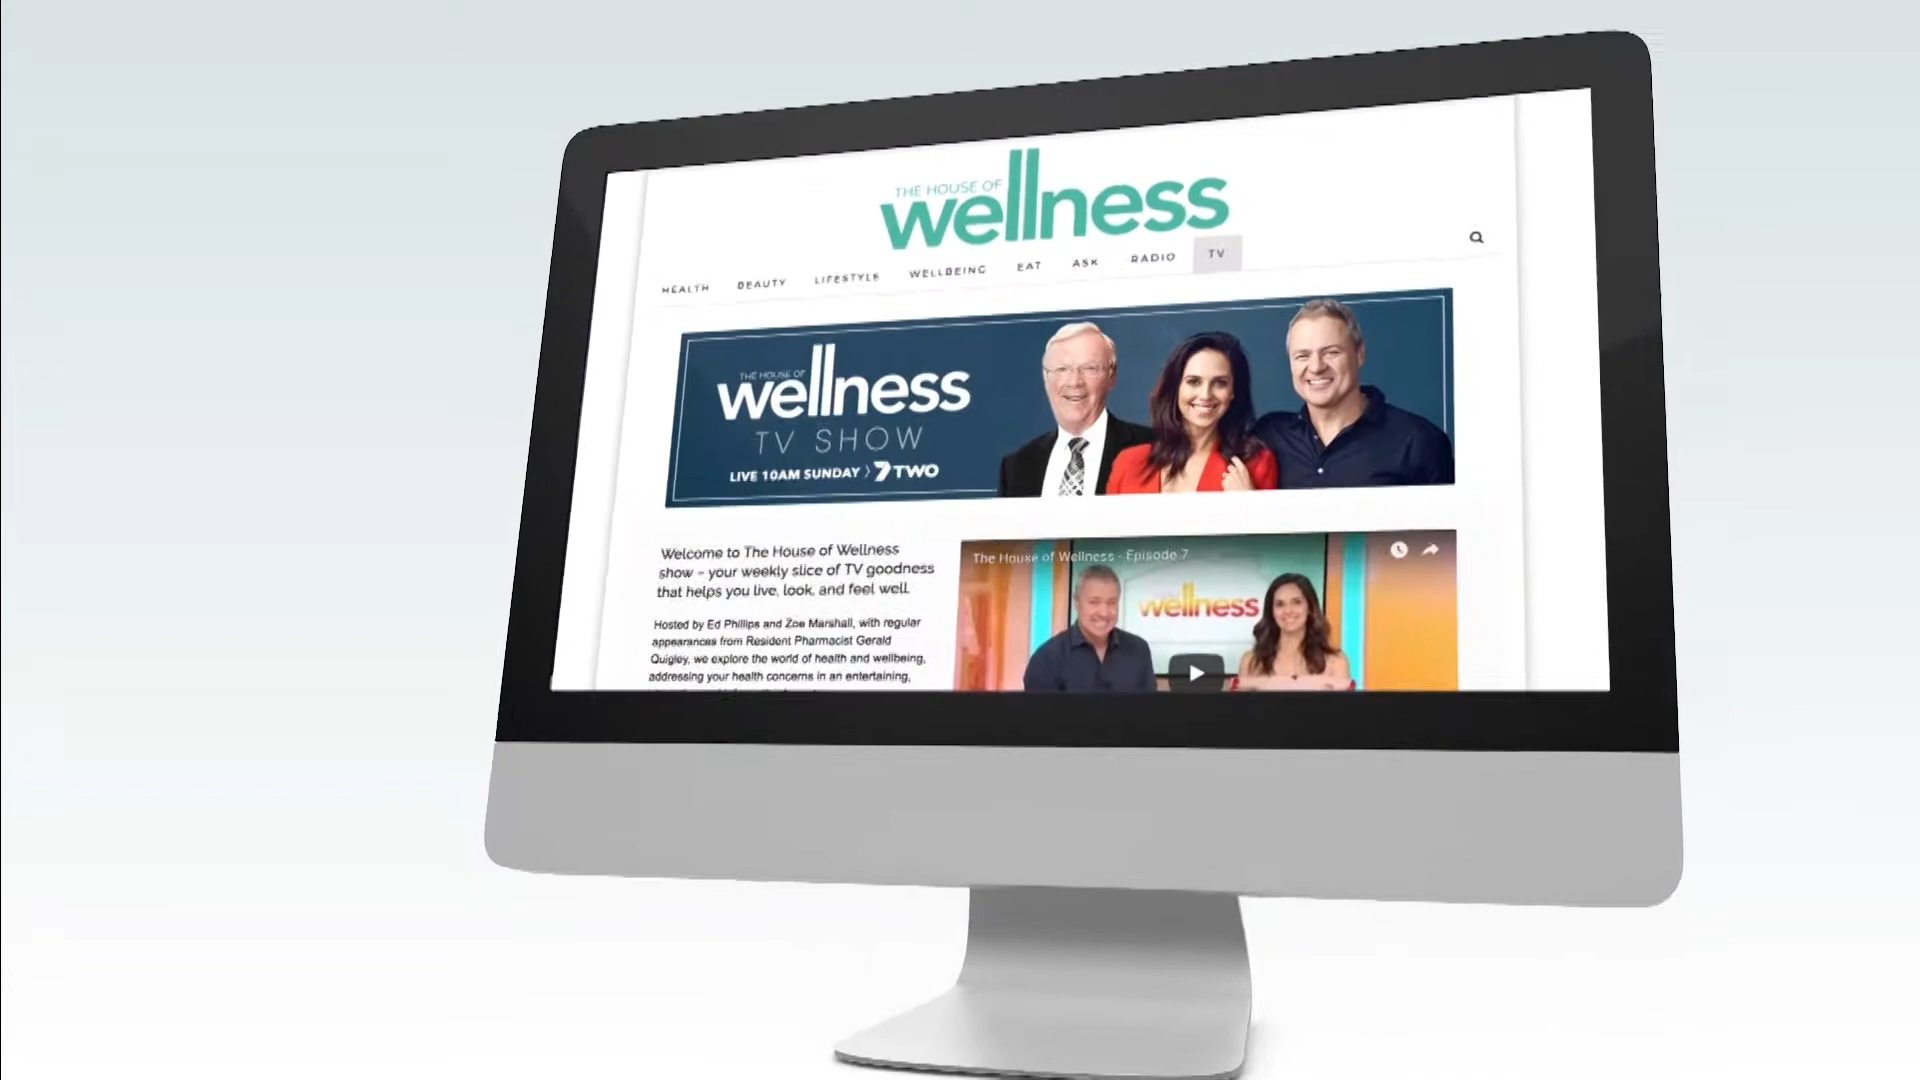 THE HOUSE OF
wellness
HEALTH BEAUTY LIFESTYLE WELLBEING EAT ASK RADIO TV
THE HOUSE OF
wellness
TV SHOW
LIVE 10AM SUNDAY > 7TWO
Welcome to The House of Wellness
show – your weekly slice of TV goodness
that helps you live, look, and feel well.
Hosted by Ed Phillips and Zoe Marshall, with regular
appearances from Resident Pharmacist Gerald
Quigley, we explore the world of health and wellbeing,
addressing your health concerns in an entertaining,
The House of Wellness - Episode 7
wellness